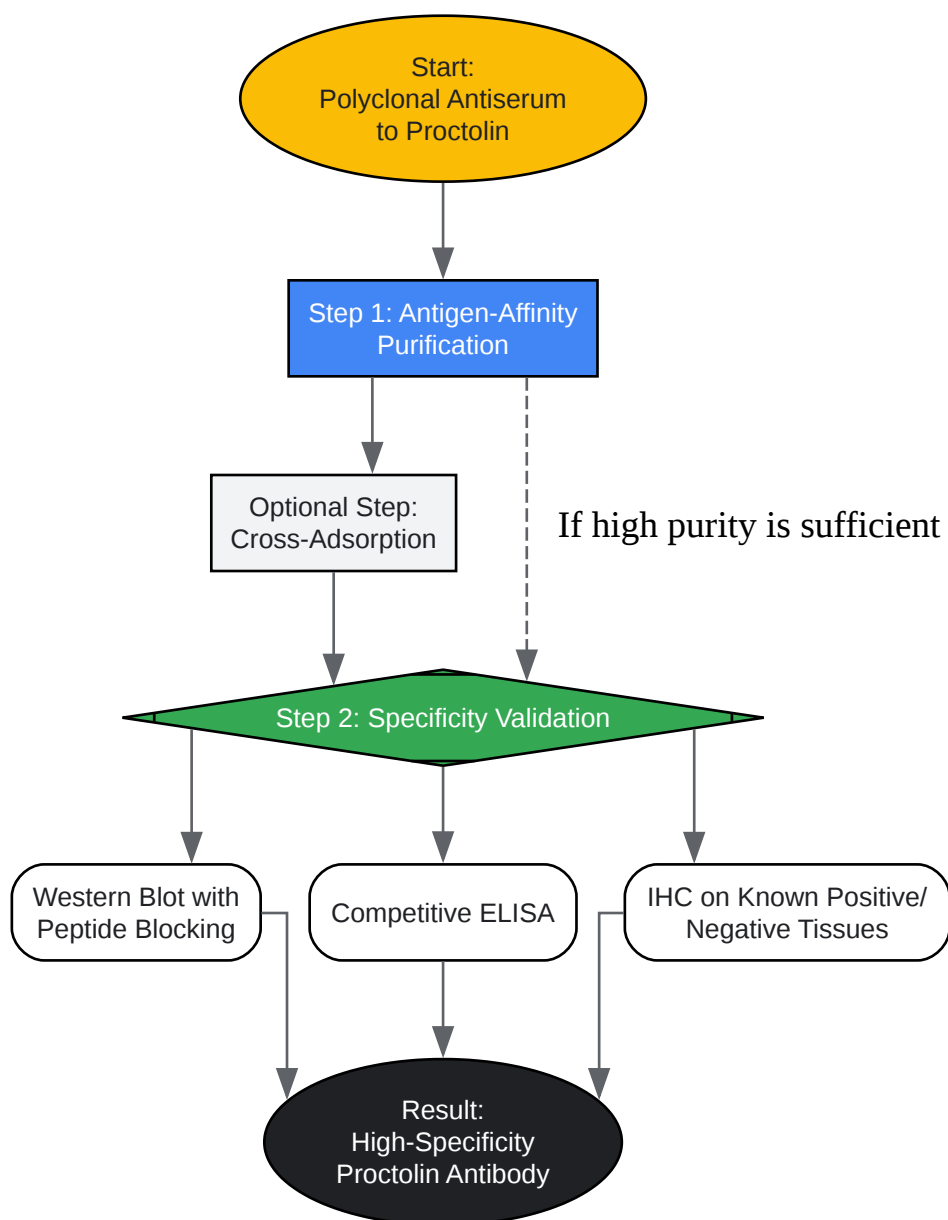 Start:
Polyclonal Antiserum
to Proctolin
Step 1: Antigen-Affinity
Purification
Optional Step:
Cross-Adsorption
If high purity is sufficient
Step 2: Specificity Validation
Western Blot with
Peptide Blocking
Competitive ELISA
IHC on Known Positive/
Negative Tissues
Result:
High-Specificity
Proctolin Antibody